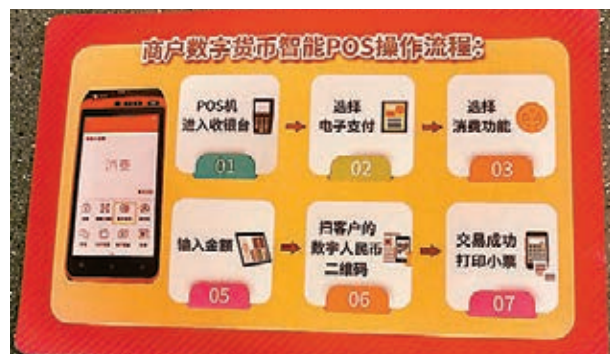 商户数字货币智能POS操作流程:
消费
POS机
进入收银台
01
选择
电子支付
02
选择
消费功能
03
输入金额
05
扫客户的
数字人民币
二维码
06
交易成功
打印小票
07